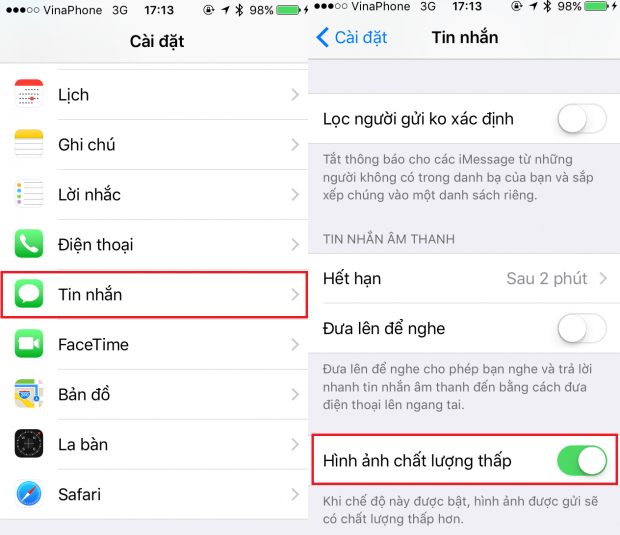 VinaPhone 3G 17:13 98%
Cài đặt
Lịch
Ghi chú
Lời nhắc
Điện thoại
Tin nhắn
FaceTime
Bản đồ
La bàn
Safari
VinaPhone 3G 17:13 98%
Cài đặt Tin nhắn
Lọc người gửi ko xác định
Tắt thông báo cho các iMessage từ những
người không có trong danh bạ của bạn và sắp
xếp chúng vào một danh sách riêng.
TIN NHẮN ÂM THANH
Hết hạn Sau 2 phút
Đưa lên để nghe
Đưa lên để nghe cho phép bạn nghe và trả lời
nhanh tin nhắn âm thanh đến bằng cách đưa
điện thoại lên ngang tai.
Hình ảnh chất lượng thấp
Khi chế độ này được bật, hình ảnh được gửi sẽ
có chất lượng thấp hơn.